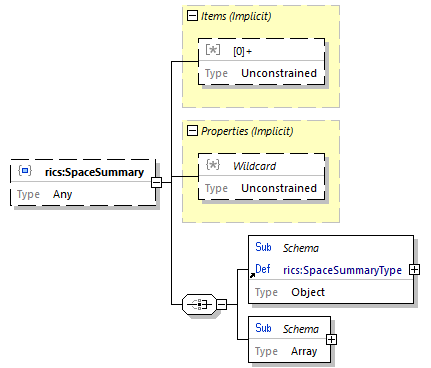 Items (Implicit)
[0]+
Type Unconstrained
Properties (Implicit)
Wildcard
Type Unconstrained
rics:SpaceSummary
Type Any
Sub Schema
Def rics:SpaceSummaryType
Type Object
Sub Schema
Type Array